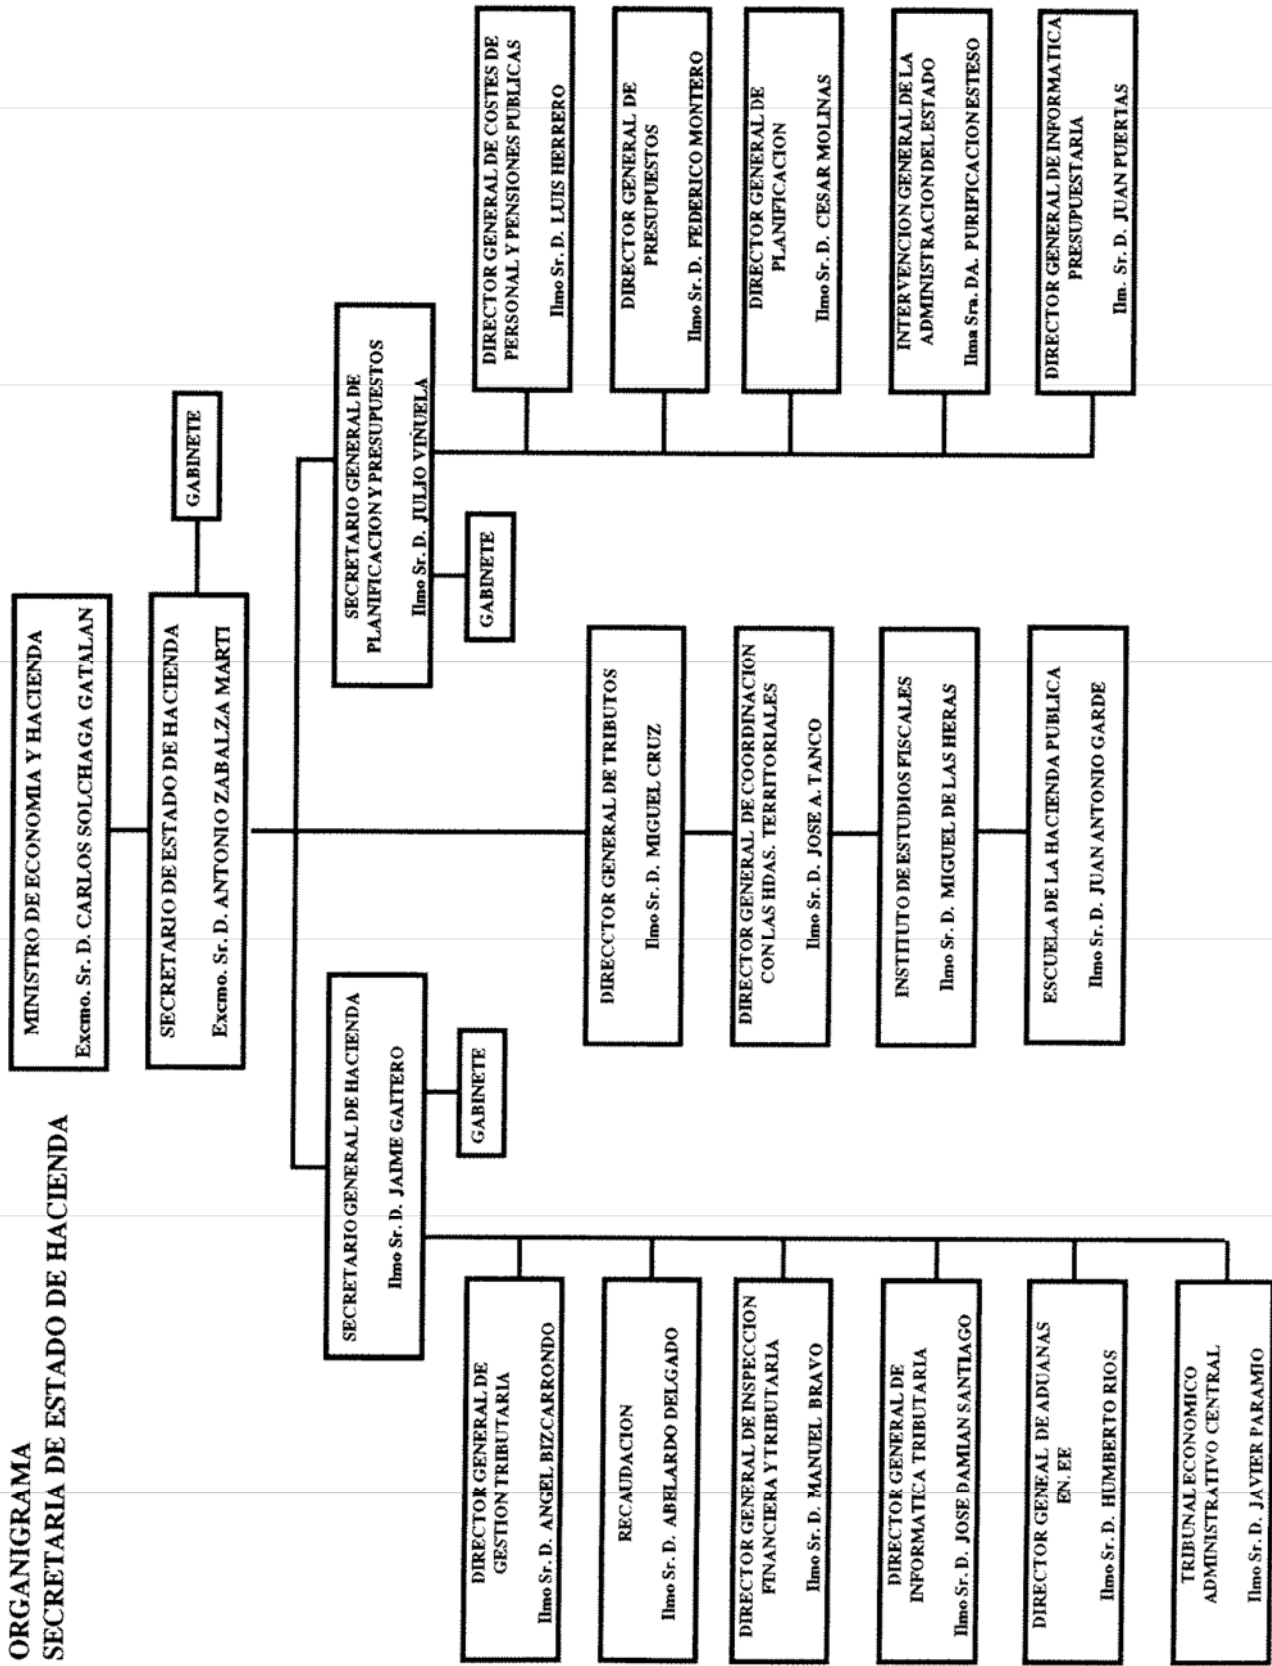 ORGANIGRAMA
SECRETARIA DE ESTADO DE HACIENDA
MINISTRO DE ECONOMIA Y HACIENDA
Excmo. Sr. D. CARLOS SOLCHAGA GATALAN
SECRETARIO DE ESTADO DE HACIENDA
Excmo. Sr. D. ANTONIO ZABALZA MARTI
GABINETE
SECRETARIO GENERAL DE HACIENDA
Ilmo Sr. D. JAIME GAITERO
GABINETE
SECRETARIO GENERAL DE
PLANIFICACION Y PRESUPUESTOS
Ilmo Sr. D. JULIO VIÑUELA
GABINETE
DIRECTOR GENERAL DE
GESTION TRIBUTARIA
Ilmo Sr. D. ANGEL BIZCARRONDO
RECAUDACION
Ilmo Sr. D. ABELARDO DELGADO
DIRECTOR GENERAL DE INSPECCION
FINANCIERA Y TRIBUTARIA
Ilmo Sr. D. MANUEL BRAVO
DIRECTOR GENERAL DE
INFORMATICA TRIBUTARIA
Ilmo Sr. D. JOSE DAMIAN SANTIAGO
DIRECTOR GENEAL DE ADUANAS
EN. EE
Ilmo Sr. D. HUMBERTO RIOS
TRIBUNAL ECONOMICO
ADMINISTRATIVO CENTRAL
Ilmo Sr. D. JAVIER PARAMIO
DIRECCTOR GENERAL DE TRIBUTOS
Ilmo Sr. D. MIGUEL CRUZ
DIRECTOR GENERAL DE COORDINACION
CON LAS HDAS. TERRITORIALES
Ilmo Sr. D. JOSE A. TANCO
INSTITUTO DE ESTUDIOS FISCALES
Ilmo Sr. D. MIGUEL DE LAS HERAS
ESCUELA DE LA HACIENDA PUBLICA
Ilmo Sr. D. JUAN ANTONIO GARDE
DIRECTOR GENERAL DE COSTES DE
PERSONAL Y PENSIONES PUBLICAS
Ilmo Sr. D. LUIS HERRERO
DIRECTOR GENERAL DE
PRESUPUESTOS
Ilmo Sr. D. FEDERICO MONTERO
DIRECTOR GENERAL DE
PLANIFICACION
Ilmo Sr. D. CESAR MOLINAS
INTERVENCION GENERAL DE LA
ADMINISTRACION DEL ESTADO
Ilma Sra. DA. PURIFICACION ESTESO
DIRECTOR GENERAL DE INFORMATICA
PRESUPUESTARIA
Ilm. Sr. D. JUAN PUERTAS